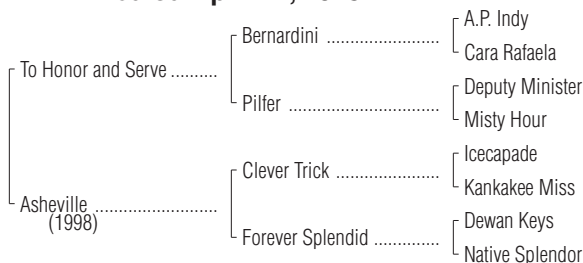 A.P. Indy
Bernardini ........................
Cara Rafaela
To Honor and Serve ..........
Deputy Minister
Pilfer ................................
Misty Hour
Icecapade
Clever Trick ......................
Kankakee Miss
Asheville ..........................
(1998)
Dewan Keys
Forever Splendid ..............
Native Splendor